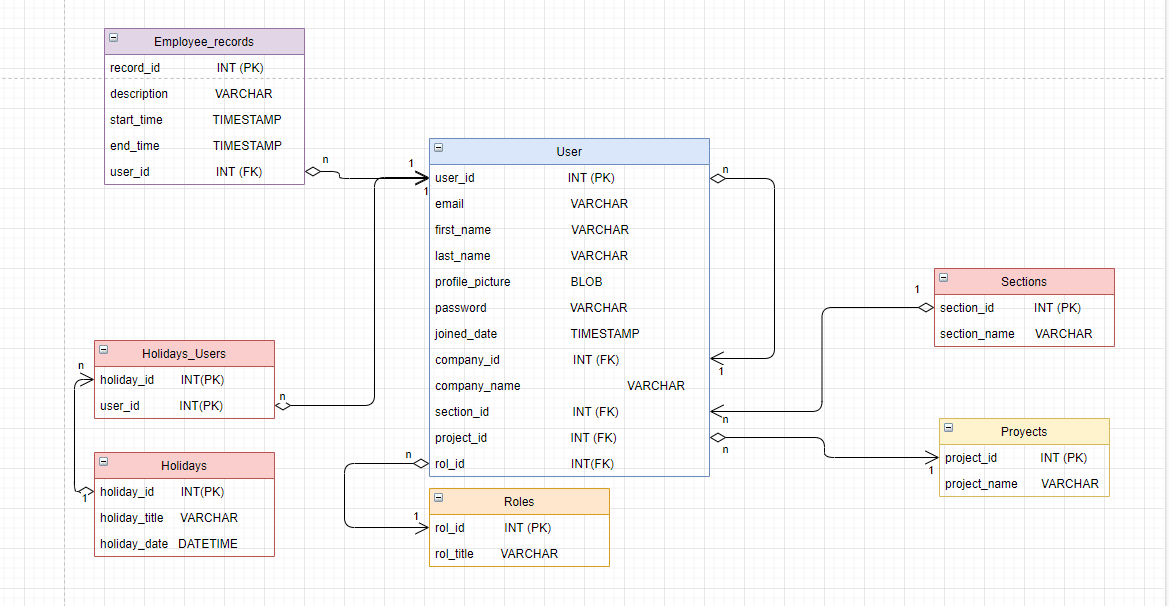 Employee_records
record_id INT (PK)
description VARCHAR
start_time TIMESTAMP
end_time TIMESTAMP
user_id INT (FK)
n
1
1
User
user_id INT (PK)
email VARCHAR
first_name VARCHAR
last_name VARCHAR
profile_picture BLOB
password VARCHAR
joined_date TIMESTAMP
company_id INT (FK)
company_name VARCHAR
section_id INT (FK)
project_id INT (FK)
rol_id INT(FK)
n
1
n
n
n
1
Sections
section_id INT (PK)
section_name VARCHAR
Holidays_Users
holiday_id INT(PK)
user_id INT(PK)
n
n
Holidays
holiday_id INT(PK)
holiday_title VARCHAR
holiday_date DATETIME
1
Roles
rol_id INT (PK)
rol_title VARCHAR
1
Proyects
project_id INT (PK)
project_name VARCHAR
1